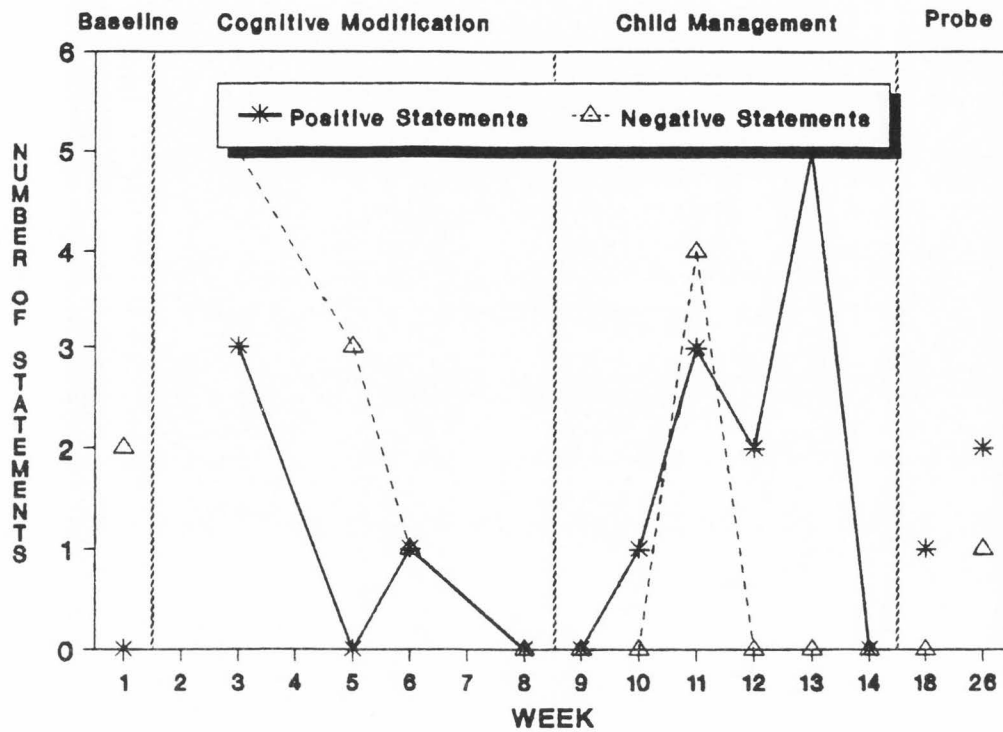 Baseline Cognitive Modification Child Management Probe
Positive Statements Negative Statements
NUMBER OF STATEMENTS
6
5
4
3
2
1
0
1 2 3 5 6 7 8 9 10 11 12 13 14 18 26
WEEK